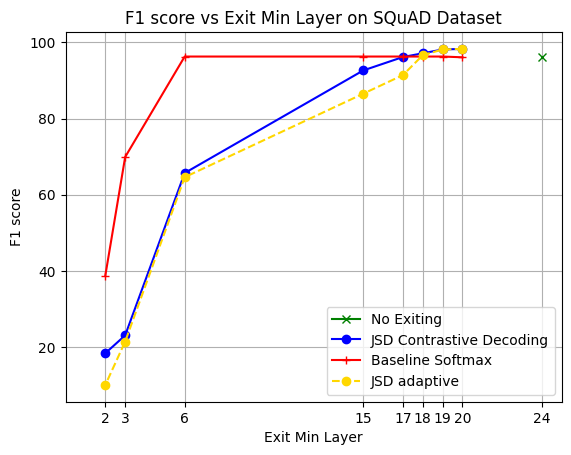 F1 score vs Exit Min Layer on SQuAD Dataset
100
80
60
40
20
F1 score
No Exiting
JSD Contrastive Decoding
Baseline Softmax
JSD adaptive
2 3 6 15 17 18 19 20 24
Exit Min Layer